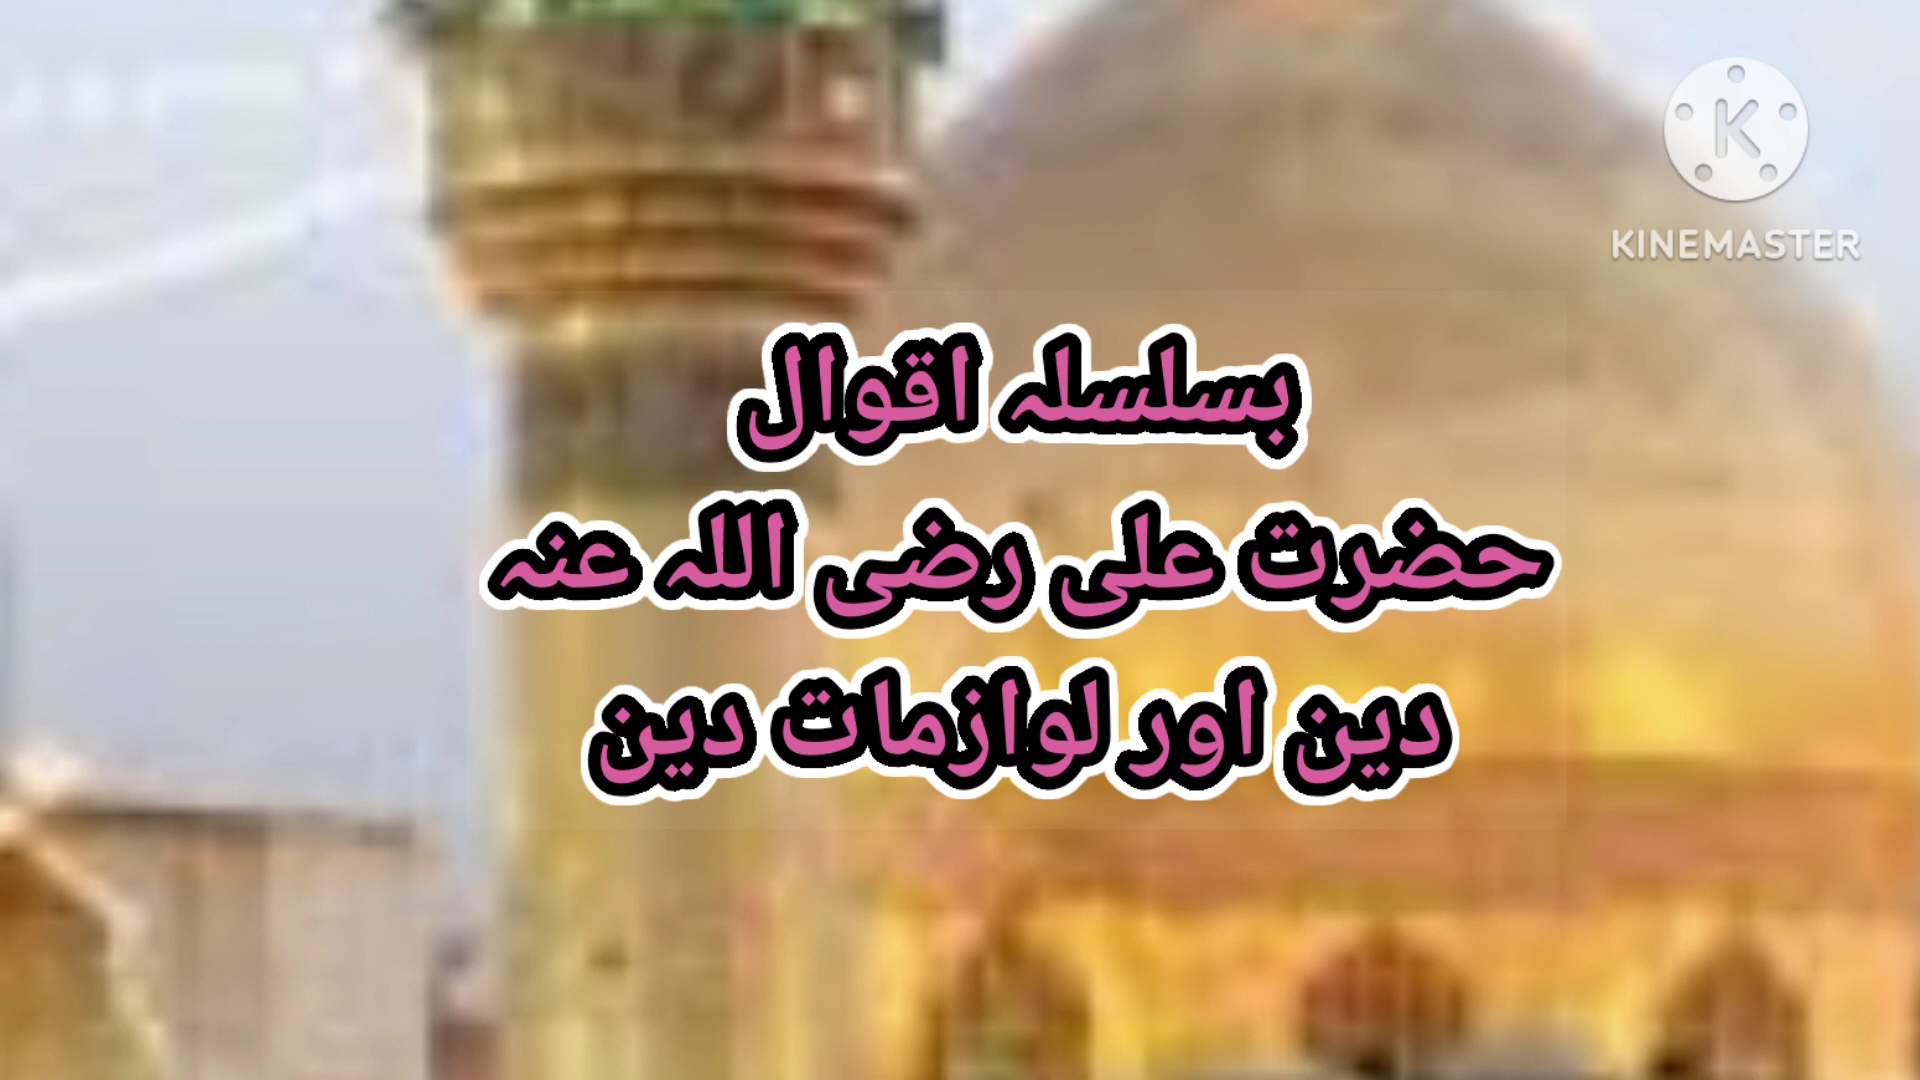 KINEMASTER
بسلسلہ اقوال
حضرت علی رضی اللہ عنہ
دین اور لوازمات دین